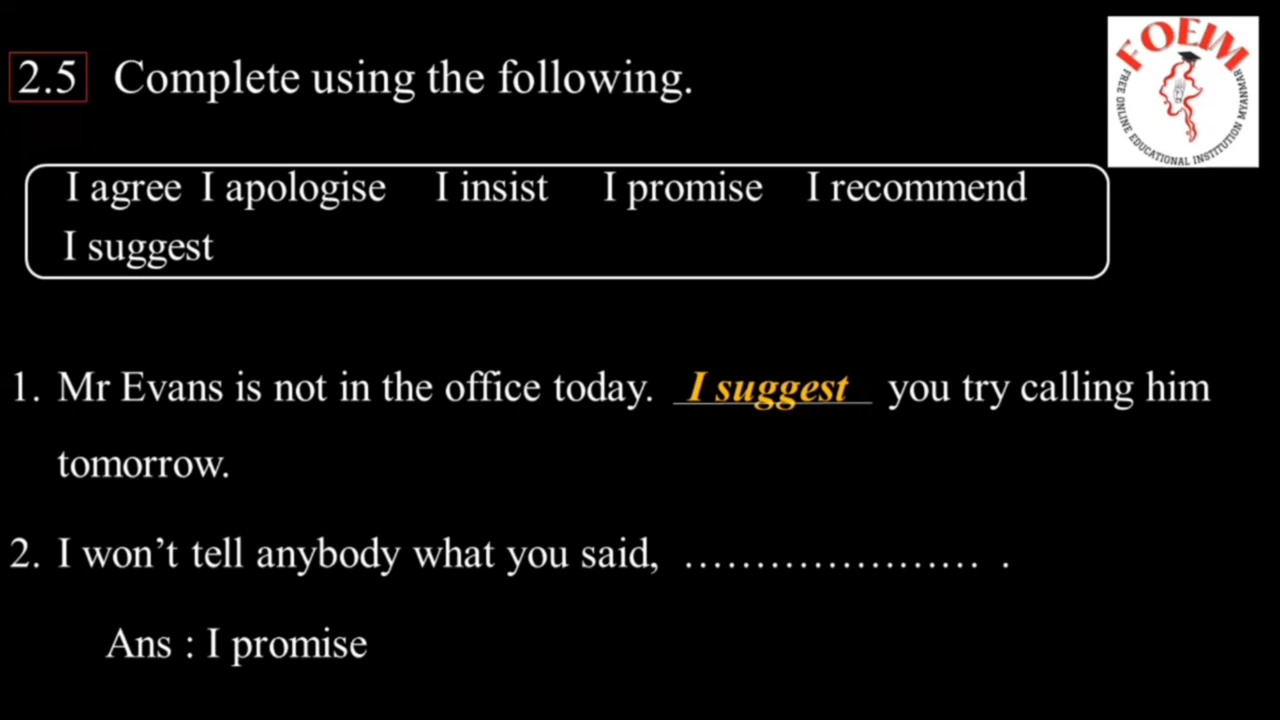 2.5 Complete using the following.
FOEIM
FREE ONLINE EDUCATIONAL INSTITUTION MYANMAR
I agree I apologise I insist I promise I recommend
I suggest
1. Mr Evans is not in the office today. I suggest you try calling him
tomorrow.
2. I won’t tell anybody what you said, ..................... .
Ans : I promise